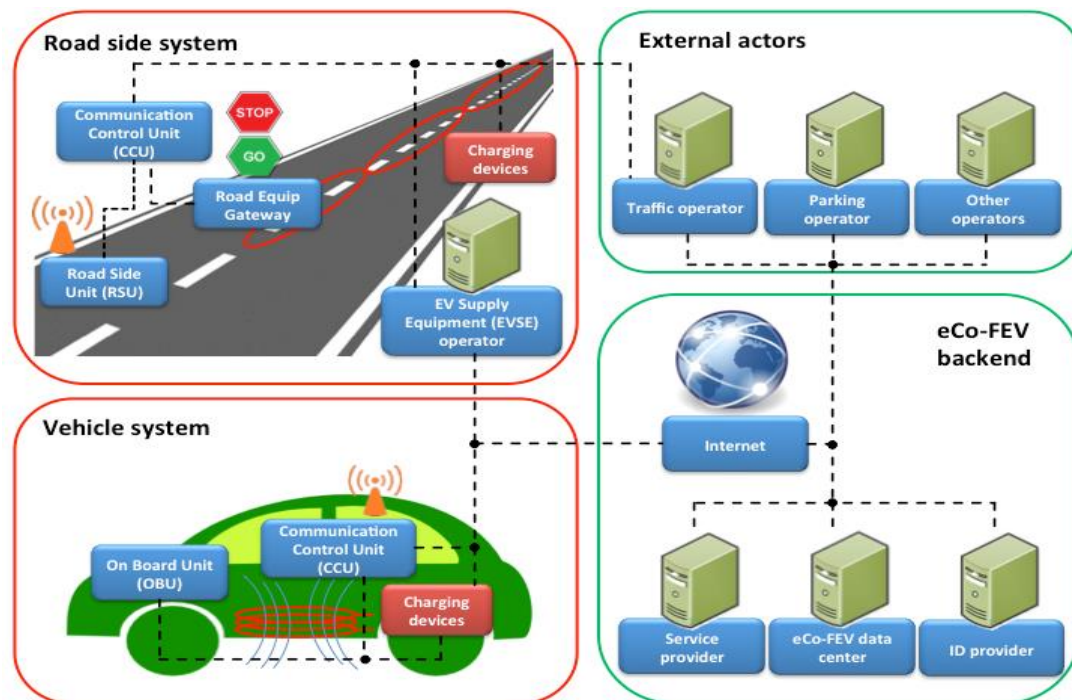 Road side system
Communication
Control Unit
(CCU)
STOP
GO
Road Equip
Gateway
Charging
devices
Road Side
Unit (RSU)
EV Supply
Equipment (EVSE)
operator
External actors
Traffic operator
Parking
operator
Other
operators
eCo-FEV
backend
Internet
Service
provider
eCo-FEV data
center
ID provider
Vehicle system
Communication
Control Unit
(CCU)
On Board Unit
(OBU)
Charging
devices